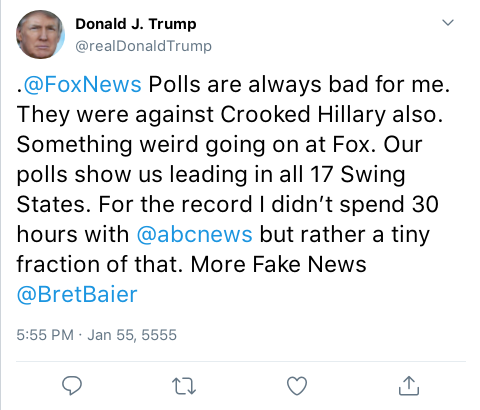 Donald J. Trump
@realDonaldTrump
.@FoxNews Polls are always bad for me.
They were against Crooked Hillary also.
Something weird going on at Fox. Our
polls show us leading in all 17 Swing
States. For the record I didn’t spend 30
hours with @abcnews but rather a tiny
fraction of that. More Fake News
@BretBaier
5:55 PM · Jan 55, 5555